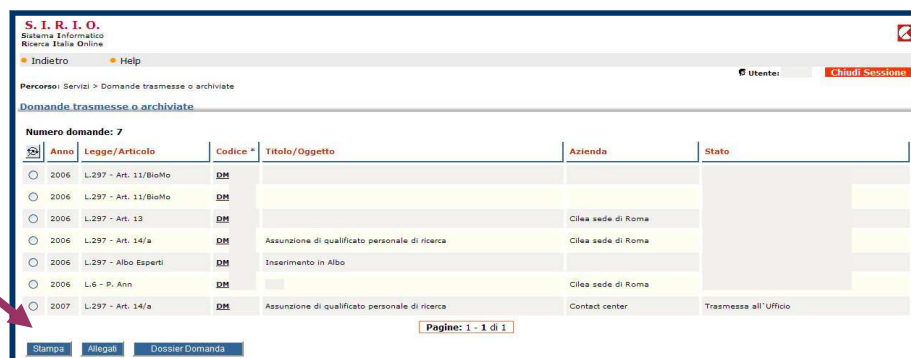 S. I. R. I. O.
Sistema Informatico
Ricerca Italia Online
Indietro Help
Utente: Chiudi Sessione
Percorso: Servizi > Domande trasmesse o archiviate
Domande trasmesse o archiviate
Numero domande: 7
Anno Legge/Articolo Codice * Titolo/Oggetto Azienda Stato
2006 L.297 - Art. 11/BioMo DM
2006 L.297 - Art. 11/BioMo DM
2006 L.297 - Art. 13 DM Cilea sede di Roma
2006 L.297 - Art. 14/a DM Assunzione di qualificato personale di ricerca Cilea sede di Roma
2006 L.297 - Albo Esperti DM Inserimento in Albo
2006 L.6 - P. Ann DM Cilea sede di Roma
2007 L.297 - Art. 14/a DM Assunzione di qualificato personale di ricerca Contact center Trasmessa all'Ufficio
Pagine: 1 - 1 di 1
Stampa Allegati Dossier Domanda